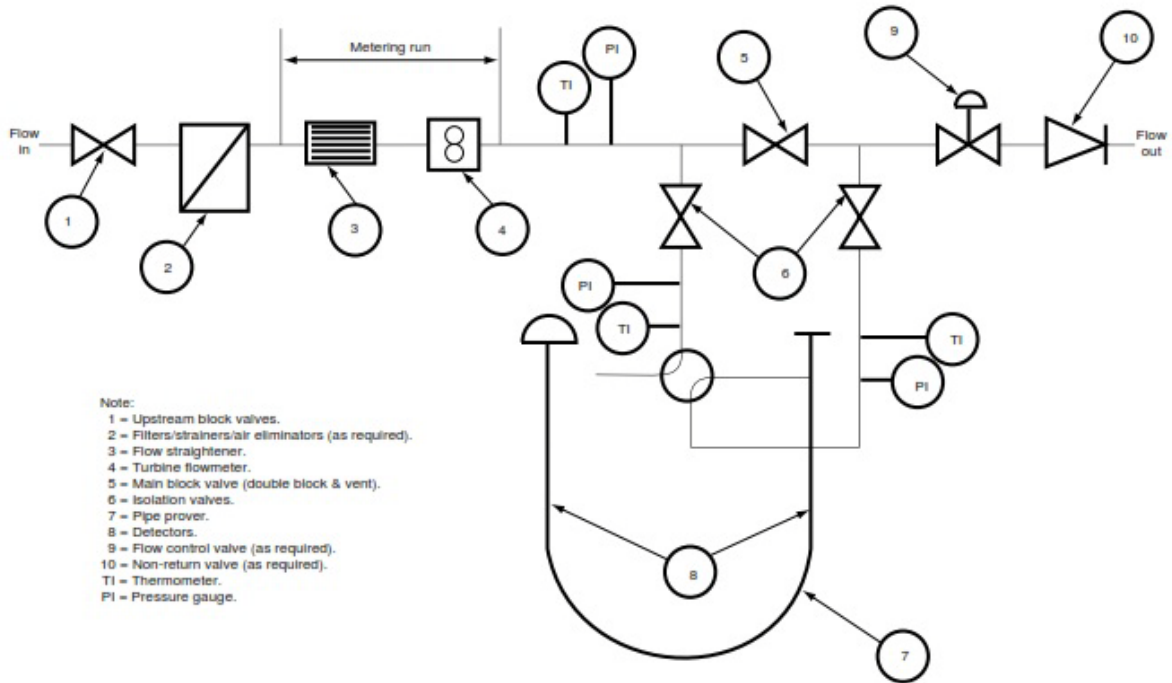 Metering run
Flow
in
TI
PI
5
9
10
Flow
out
1
2
3
4
6
PI
TI
TI
PI
8
7
Note:
1 = Upstream block valves.
2 = Filters/strainers/air eliminators (as required).
3 = Flow straightener.
4 = Turbine flowmeter.
5 = Main block valve (double block & vent).
6 = Isolation valves.
7 = Pipe prover.
8 = Detectors.
9 = Flow control valve (as required).
10 = Non-return valve (as required).
TI = Thermometer.
PI = Pressure gauge.